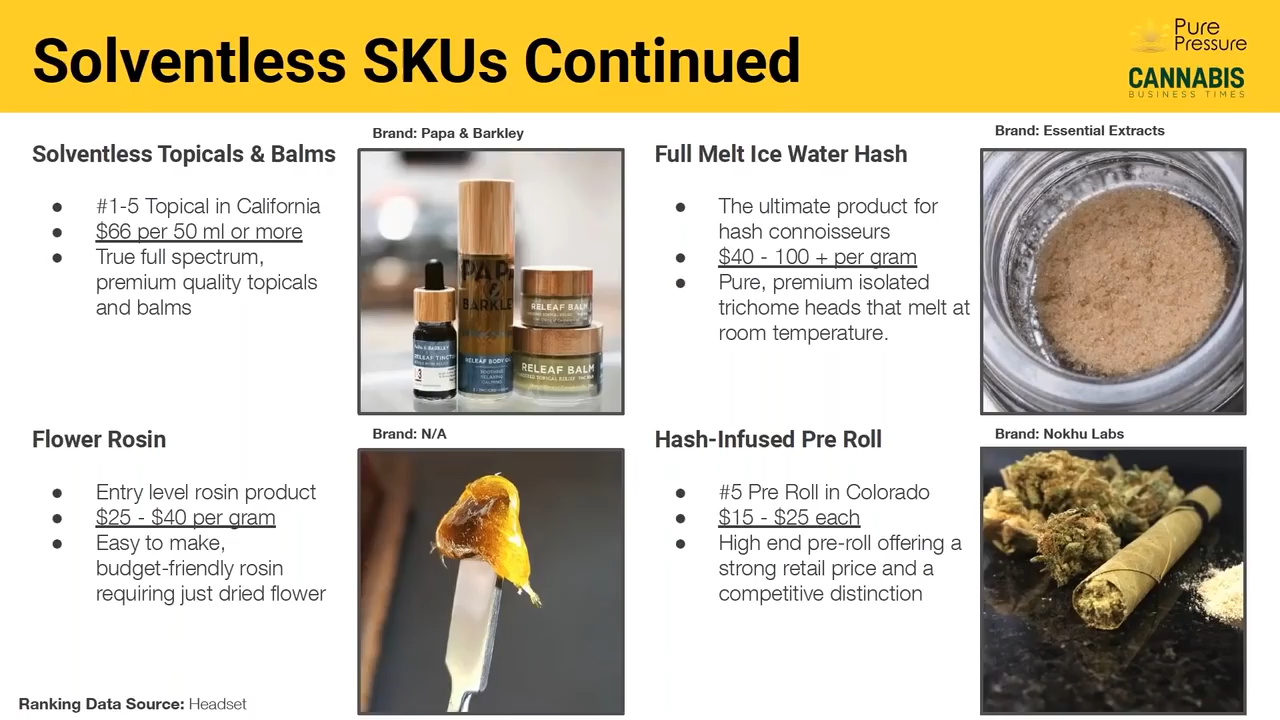 Solventless SKUs Continued
Pure
Pressure
CANNABIS
BUSINESS TIMES
Solventless Topicals & Balms
● #1-5 Topical in California
● $66 per 50 ml or more
● True full spectrum,
premium quality topicals
and balms
Brand: Papa & Barkley
BARKLEY
RELEAF BODY OIL
RELEAF BALM
RELEAF BALM
Full Melt Ice Water Hash
● The ultimate product for
hash connoisseurs
● $40 - 100 + per gram
● Pure, premium isolated
trichome heads that melt at
room temperature.
Brand: Essential Extracts
Flower Rosin
● Entry level rosin product
● $25 - $40 per gram
● Easy to make,
budget-friendly rosin
requiring just dried flower
Brand: N/A
Hash-Infused Pre Roll
● #5 Pre Roll in Colorado
● $15 - $25 each
● High end pre-roll offering a
strong retail price and a
competitive distinction
Brand: Nokhu Labs
Ranking Data Source: Headset